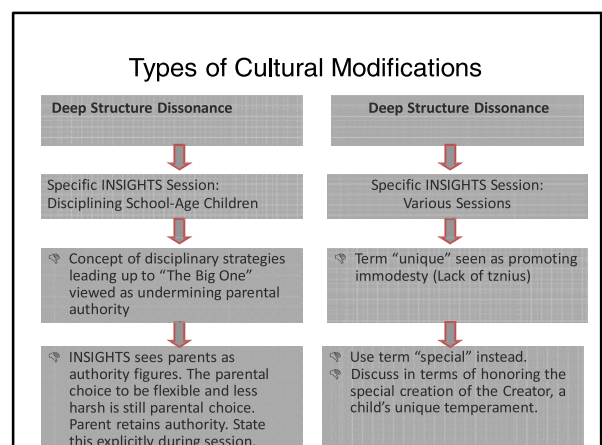 Types of Cultural Modifications
Deep Structure Dissonance
Specific INSIGHTS Session:
Disciplining School-Age Children
Concept of disciplinary strategies
leading up to “The Big One”
viewed as undermining parental
authority
INSIGHTS sees parents as
authority figures. The parental
choice to be flexible and less
harsh is still parental choice.
Parent retains authority. State
this explicitly during session.
Deep Structure Dissonance
Specific INSIGHTS Session:
Various Sessions
Term “unique” seen as promoting
immodesty (Lack of tznius)
Use term “special” instead.
Discuss in terms of honoring the
special creation of the Creator, a
child’s unique temperament.